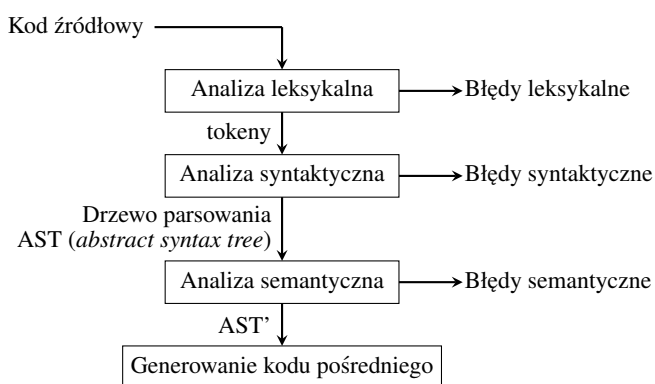 Kod źródłowy
Analiza leksykalna
Błędy leksykalne
tokeny
Analiza syntaktyczna
Błędy syntaktyczne
Drzewo parsowania
AST (abstract syntax tree)
Analiza semantyczna
Błędy semantyczne
AST’
Generowanie kodu pośredniego